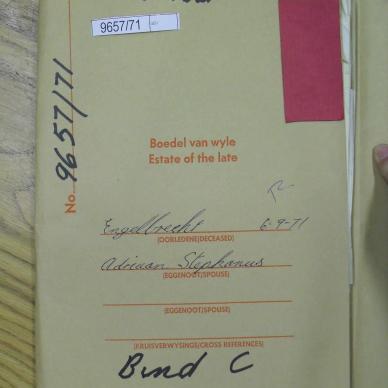 9657/71
No. 9657/71
Boedel van wyle
Estate of the late
Engelbrecht 6-9-71
(OORLEDENE/DECEASED)
Adriaan Stephanus
(EGGENOOT/SPOUSE)
(EGGENOOT/SPOUSE)
(KRUISVERWYSINGS/CROSS REFERENCES)
Bind C